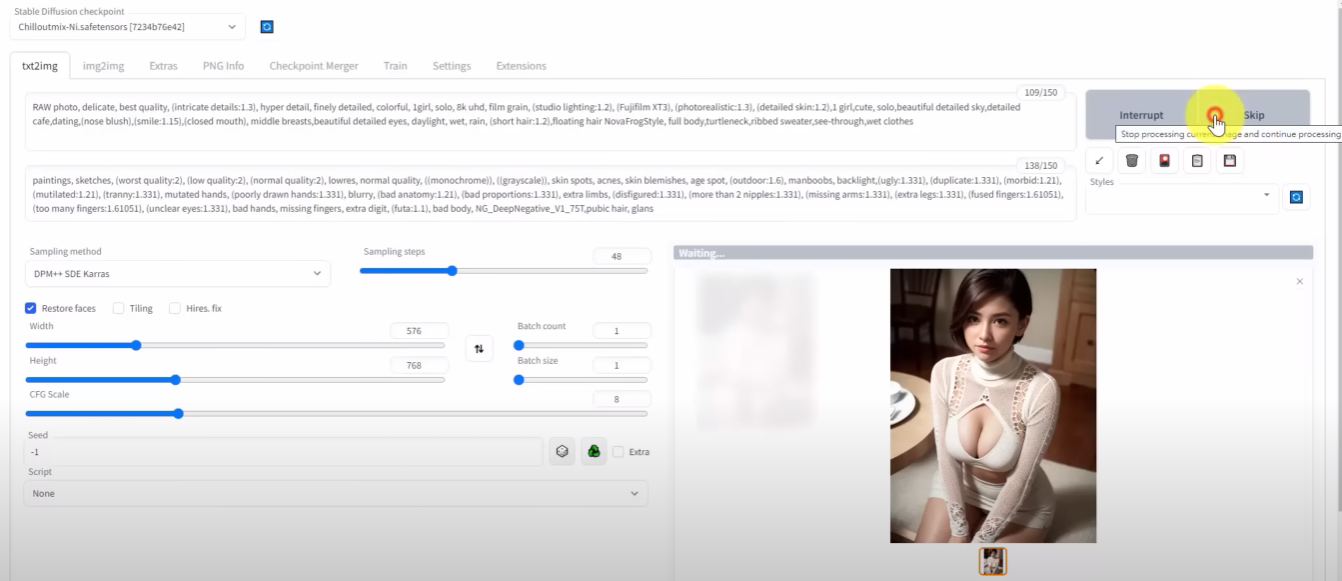 Stable Diffusion checkpoint
Chilloutmix-Ni.safetensors [7234b76e42]
txt2img
img2img
Extras
PNG Info
Checkpoint Merger
Train
Settings
Extensions
109/150
RAW photo, delicate, best quality, (intricate details:1.3), hyper detail, finely detailed, colorful, 1girl, solo, 8k uhd, film grain, (studio lighting:1.2), (Fujifilm XT3), (photorealistic:1.3), (detailed skin:1.2),1 girl,cute, solo,beautiful detailed sky,detailed
cafe,dating,(nose blush),(smile:1.15),(closed mouth), middle breasts,beautiful detailed eyes, daylight, wet, rain, (short hair:1.2),floating hair NovaFrogStyle, full body,turtleneck,ribbed sweater,see-through,wet clothes
Interrupt
Skip
Stop processing current image and continue processing
138/150
paintings, sketches, (worst quality:2), (low quality:2), (normal quality:2), lowres, normal quality, ((monochrome)), ((grayscale)), skin spots, acnes, skin blemishes, age spot, (outdoor:1.6), manboobs, backlight,(ugly:1.331), (duplicate:1.331), (morbid:1.21),
(mutilated:1.21), (tranny:1.331), mutated hands, (poorly drawn hands:1.331), blurry, (bad anatomy:1.21), (bad proportions:1.331), extra limbs, (disfigured:1.331), (more than 2 nipples:1.331), (missing arms:1.331), (extra legs:1.331), (fused fingers:1.61051),
(too many fingers:1.61051), (unclear eyes:1.331), bad hands, missing fingers, extra digit, (futa:1.1), bad body, NG_DeepNegative_V1_75T,pubic hair, glans
Styles
Sampling method
DPM++ SDE Karras
Sampling steps
48
Waiting...
Restore faces
Tiling
Hires. fix
Width
576
Batch count
1
Height
768
Batch size
1
CFG Scale
8
Seed
-1
Extra
Script
None